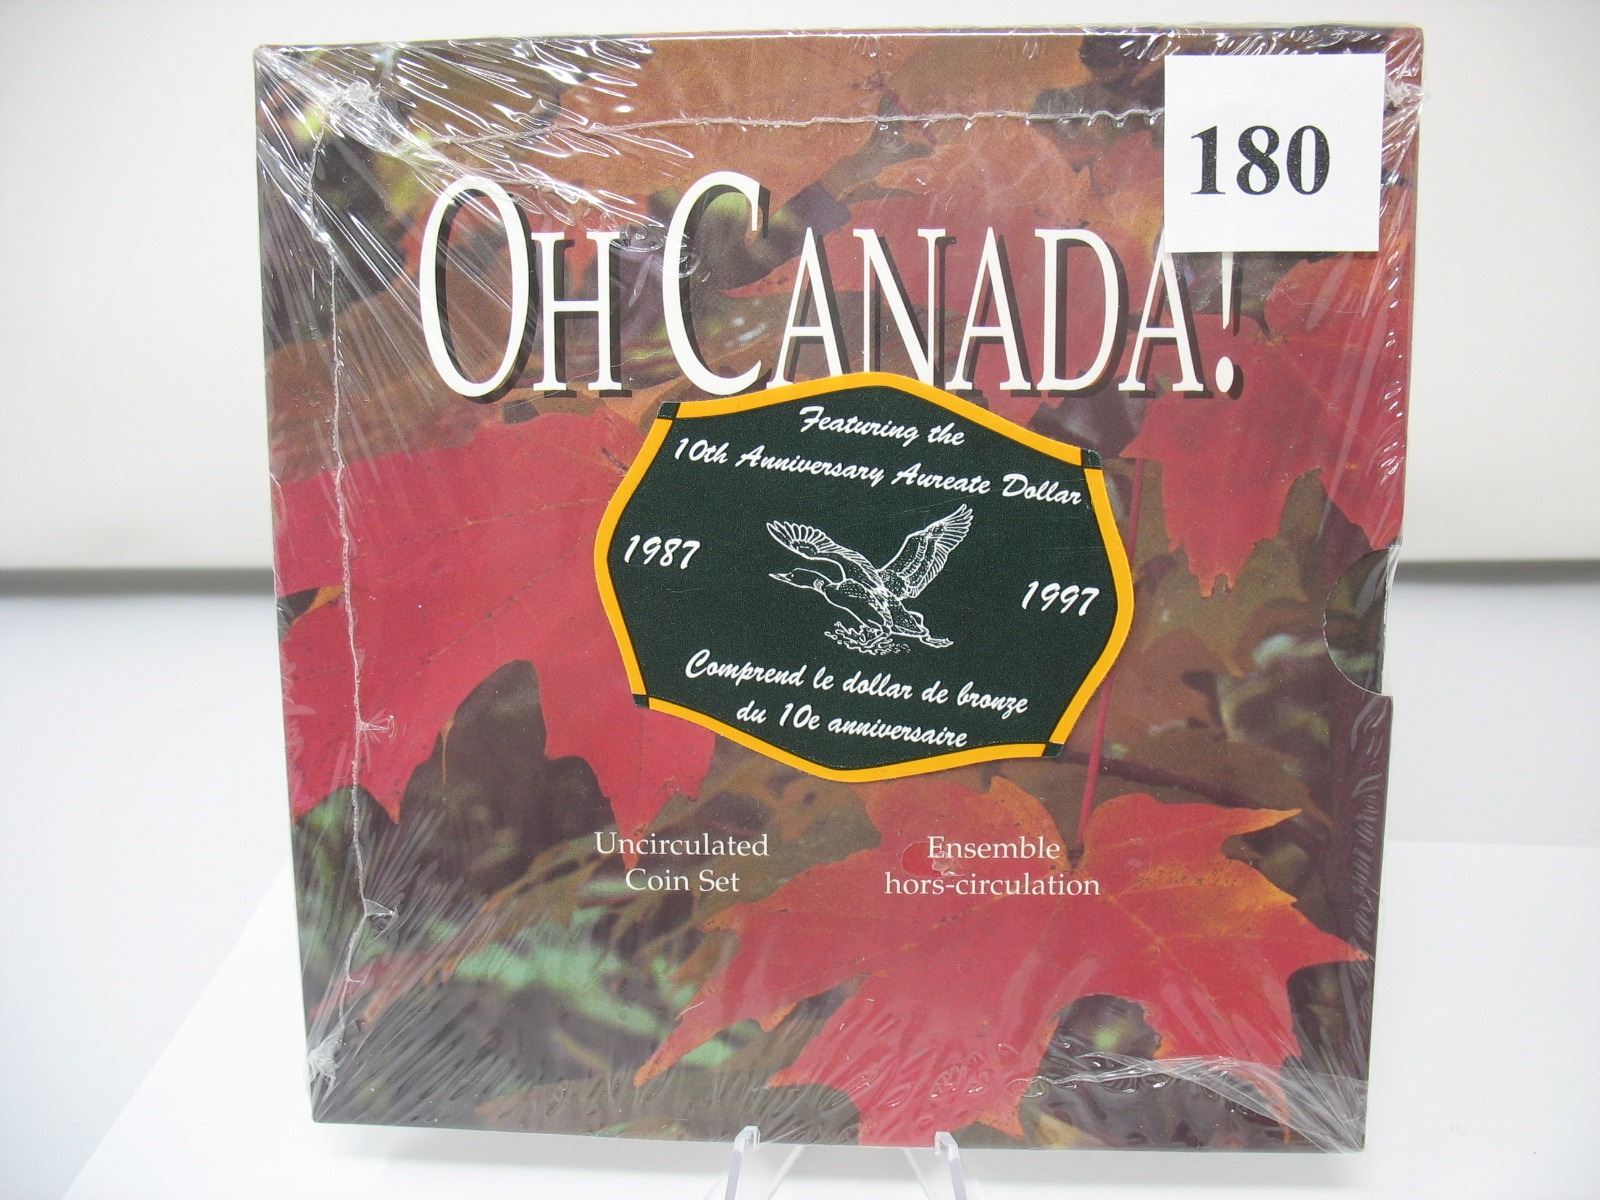 180
OH CANADA!
Featuring the
10th Anniversary Aureate Dollar
1987
1997
Comprend le dollar de bronze
du 10e anniversaire
Uncirculated
Coin Set
Ensemble
hors-circulation